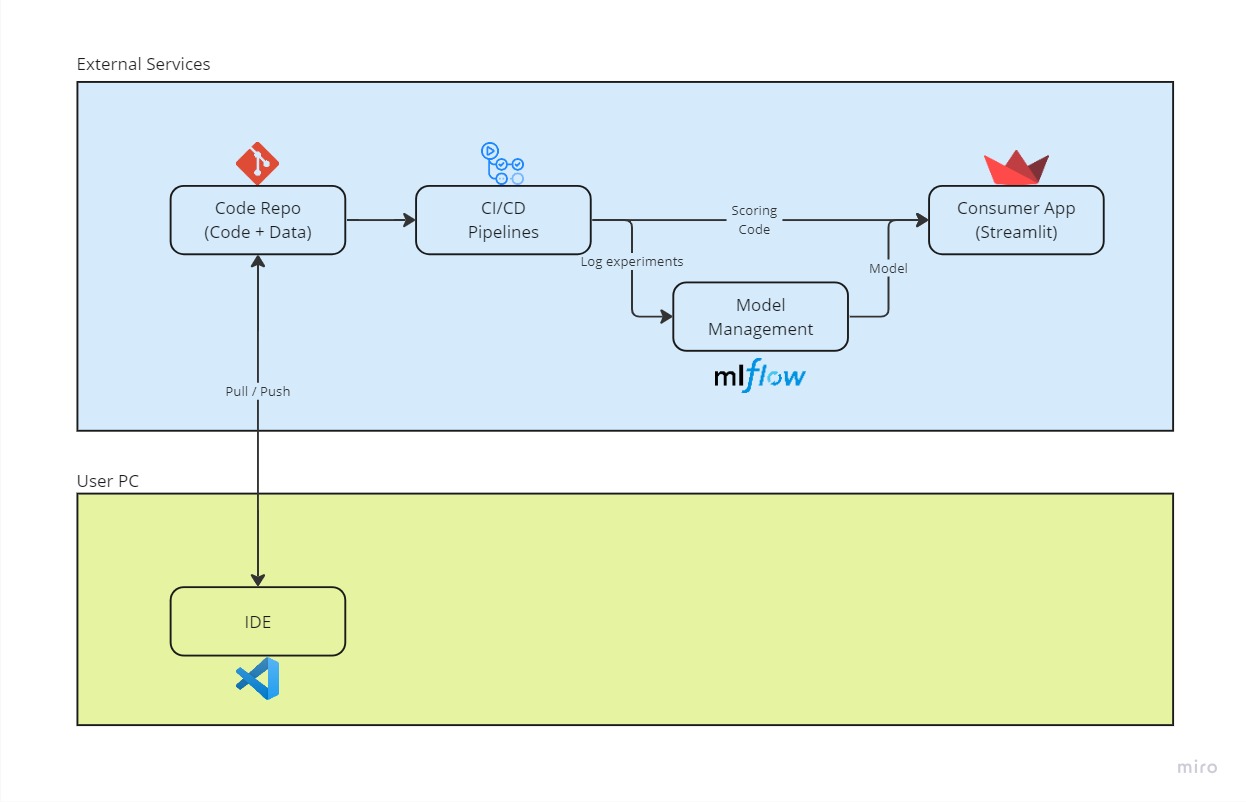 External Services
Code Repo
(Code + Data)
CI/CD
Pipelines
Scoring
Code
Consumer App
(Streamlit)
Log experiments
Model
Model
Management
mlflow
Pull / Push
User PC
IDE
miro